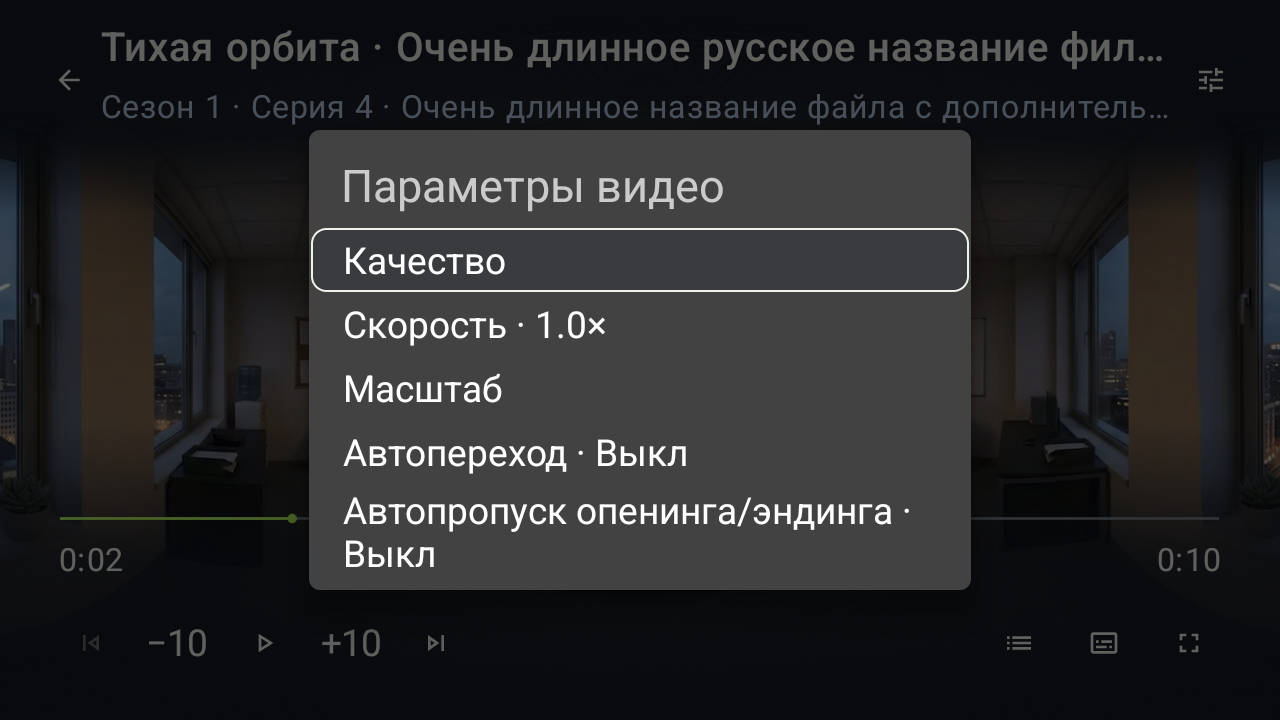 Тихая орбита · Очень длинное русское название фил...
Сезон 1 · Серия 4 · Очень длинное название файла с дополнитель...
Параметры видео
Качество
Скорость · 1.0×
Масштаб
Автопереход · Выкл
Автопропуск опенинга/эндинга ·
Выкл
0:02
0:10
−10
+10